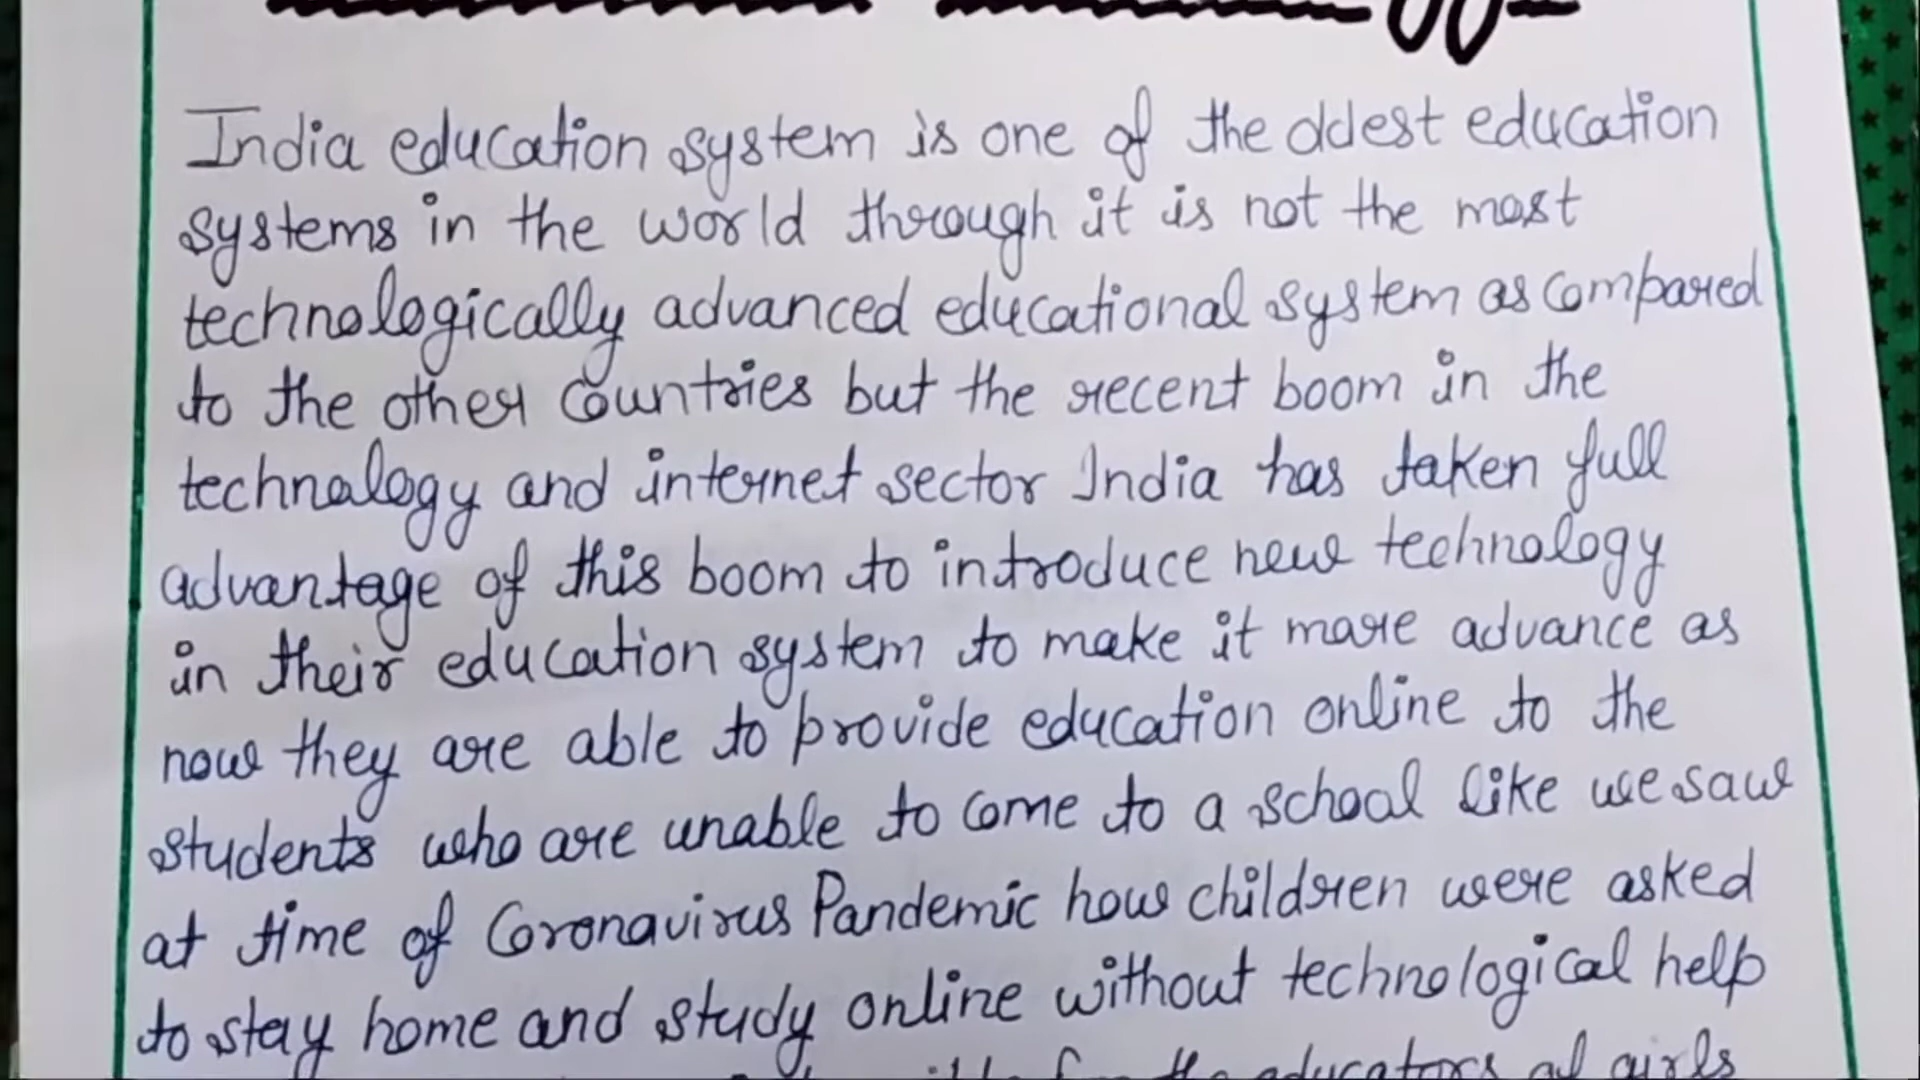 India education system is one of the oldest education
systems in the world through it is not the most
technologically advanced educational system as compared
to the other countries but the recent boom in the
technology and internet sector India has taken full
advantage of this boom to introduce new technology
in their education system to make it more advance as
now they are able to provide education online to the
students who are unable to come to a school like we saw
at time of Coronavirus Pandemic how children were asked
to stay home and study online without technological help
for the educators of girls